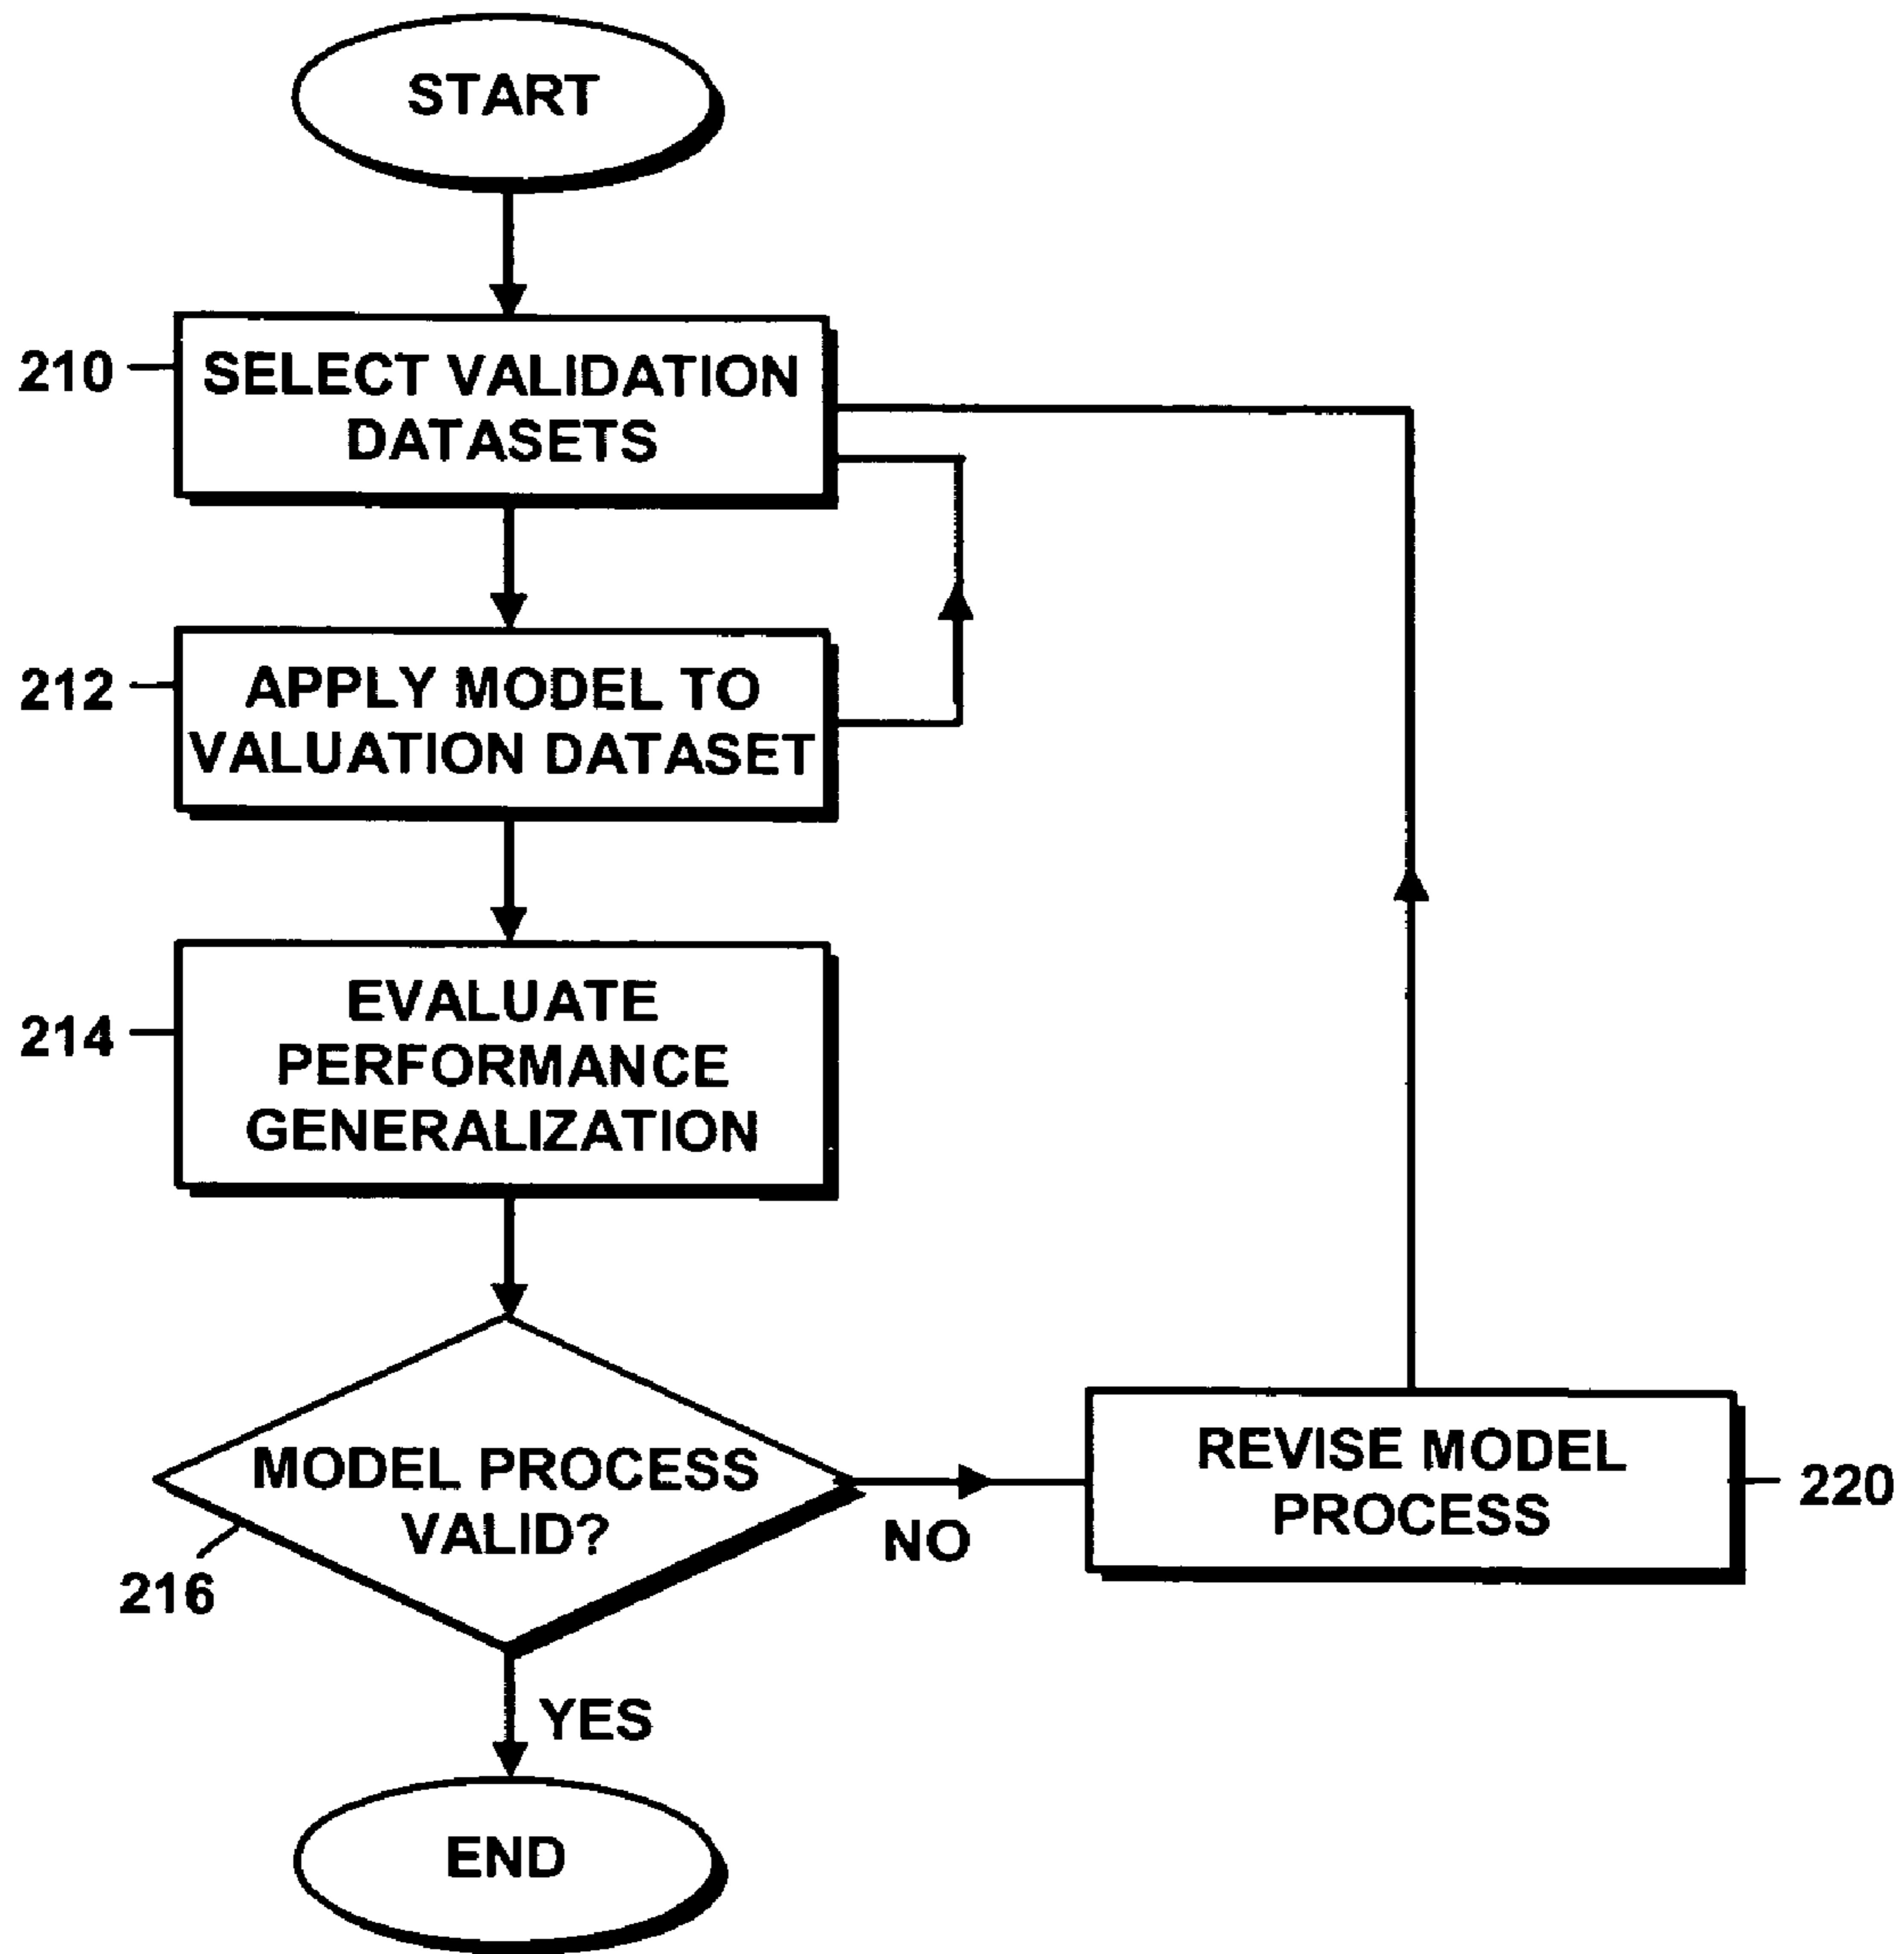 START
210
SELECT VALIDATION
DATASETS
212
APPLY MODEL TO
VALUATION DATASET
214
EVALUATE
PERFORMANCE
GENERALIZATION
MODEL PROCESS
VALID?
216
NO
REVISE MODEL
PROCESS
220
YES
END